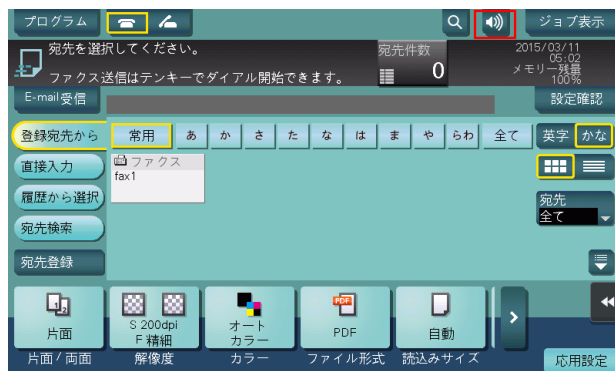 プログラム
ジョブ表示
宛先を選択してください。
ファクス送信はテンキーでダイアル開始できます。
宛先件数
0
2015/03/11
05:02
メモリー残量
100%
E-mail受信
設定確認
登録宛先から
常用
あ
か
さ
た
な
は
ま
や
らわ
全て
英字
かな
直接入力
ファクス
fax1
履歴から選択
宛先
全て
宛先検索
宛先登録
片面
S 200dpi
F 精細
オート
カラー
PDF
PDF
自動
片面 / 両面
解像度
カラー
ファイル形式
読込みサイズ
応用設定